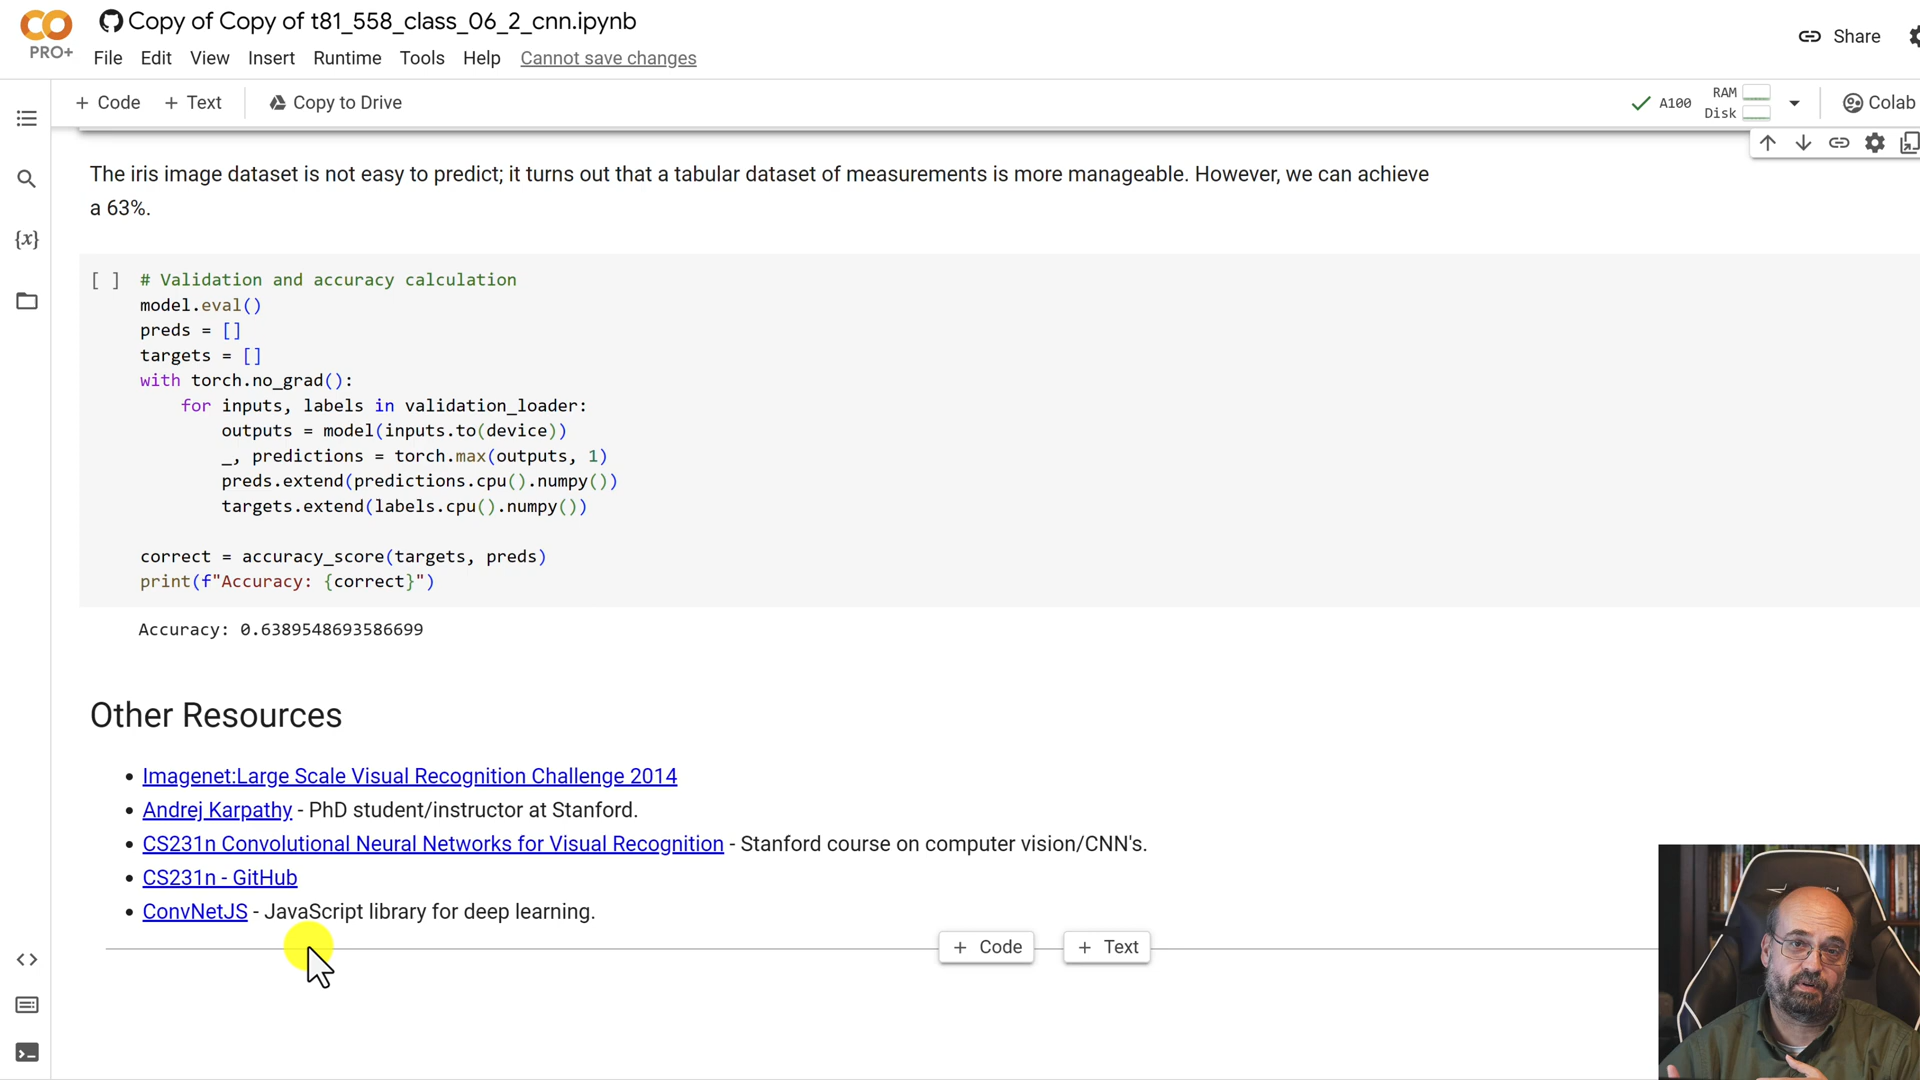 Copy of Copy of t81_558_class_06_2_cnn.ipynb
PRO+
File Edit View Insert Runtime Tools Help Cannot save changes
Share
+ Code + Text Copy to Drive
A100
RAM
Disk
Colab
{x}
The iris image dataset is not easy to predict; it turns out that a tabular dataset of measurements is more manageable. However, we can achieve
a 63%.
[ ] # Validation and accuracy calculation
model.eval()
preds = []
targets = []
with torch.no_grad():
    for inputs, labels in validation_loader:
        outputs = model(inputs.to(device))
        _, predictions = torch.max(outputs, 1)
        preds.extend(predictions.cpu().numpy())
        targets.extend(labels.cpu().numpy())
correct = accuracy_score(targets, preds)
print(f"Accuracy: {correct}")
Accuracy: 0.6389548693586699
Other Resources
• Imagenet:Large Scale Visual Recognition Challenge 2014
• Andrej Karpathy - PhD student/instructor at Stanford.
• CS231n Convolutional Neural Networks for Visual Recognition - Stanford course on computer vision/CNN's.
• CS231n - GitHub
• ConvNetJS - JavaScript library for deep learning.
+ Code + Text